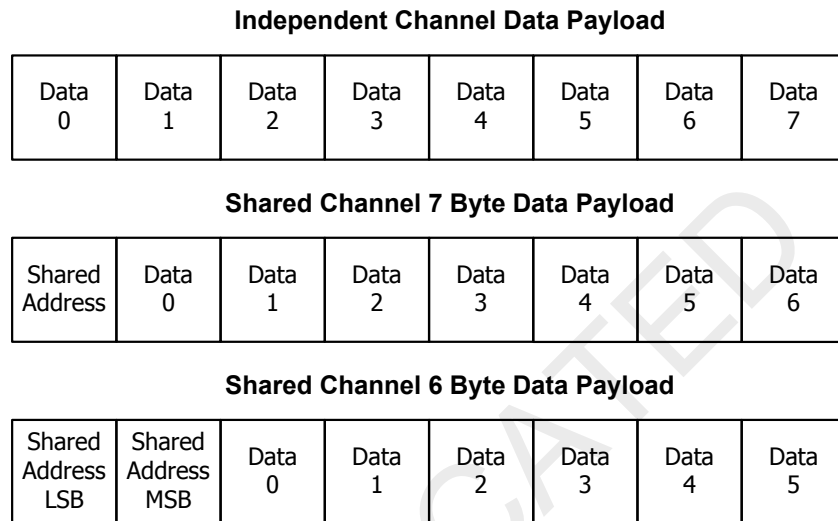 Independent Channel Data Payload
Data Data Data Data Data Data Data Data
0 1 2 3 4 5 6 7
Shared Channel 7 Byte Data Payload
Shared Data Data Data Data Data Data Data
Address 0 1 2 3 4 5 6
Shared Channel 6 Byte Data Payload
Shared Shared
Address Address Data Data Data Data Data Data
LSB MSB 0 1 2 3 4 5
CATED